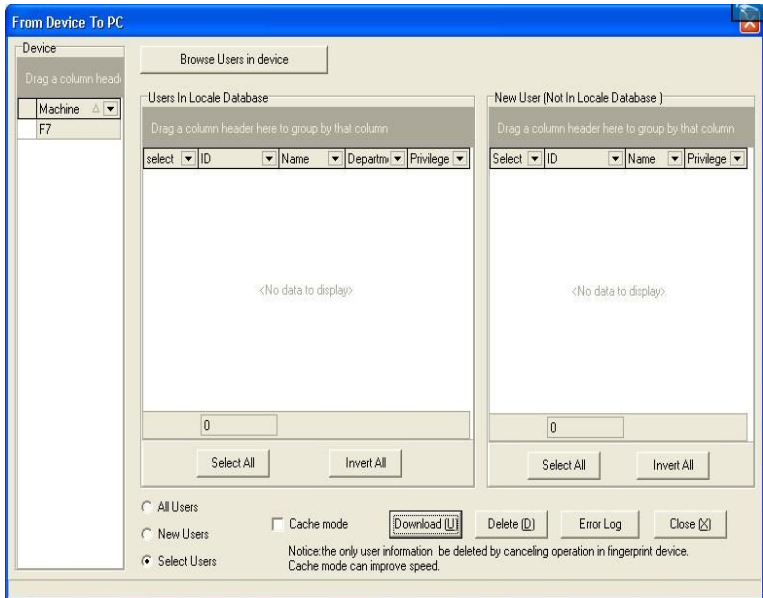 From Device To PC
Device
Drag a column head
Machine
F7
Browse Users in device
Users In Locale Database
Drag a column header here to group by that column
select ID Name Departm Privilege
<No data to display>
0
Select All Invert All
New User (Not In Locale Database )
Drag a column header here to group by that column
Select ID Name Privilege
<No data to display>
0
Select All Invert All
All Users
New Users
Select Users
Cache mode
Download (U) Delete (D) Error Log Close (X)
Notice:the only user information be deleted by canceling operation in fingerprint device.
Cache mode can improve speed.